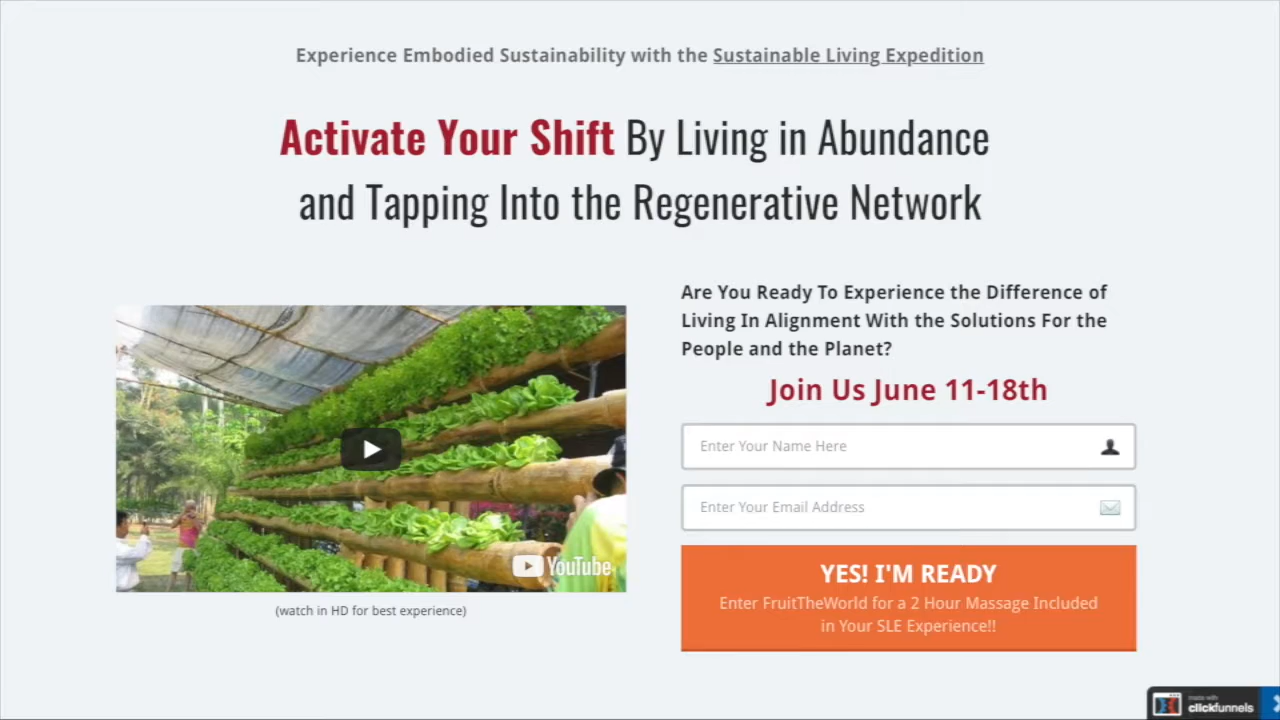 Experience Embodied Sustainability with the Sustainable Living Expedition
Activate Your Shift By Living in Abundance
and Tapping Into the Regenerative Network
Are You Ready To Experience the Difference of
Living In Alignment With the Solutions For the
People and the Planet?
Join Us June 11-18th
Enter Your Name Here
Enter Your Email Address
YES! I'M READY
Enter FruitTheWorld for a 2 Hour Massage Included
in Your SLE Experience!!
YouTube
(watch in HD for best experience)
made with
clickfunnels